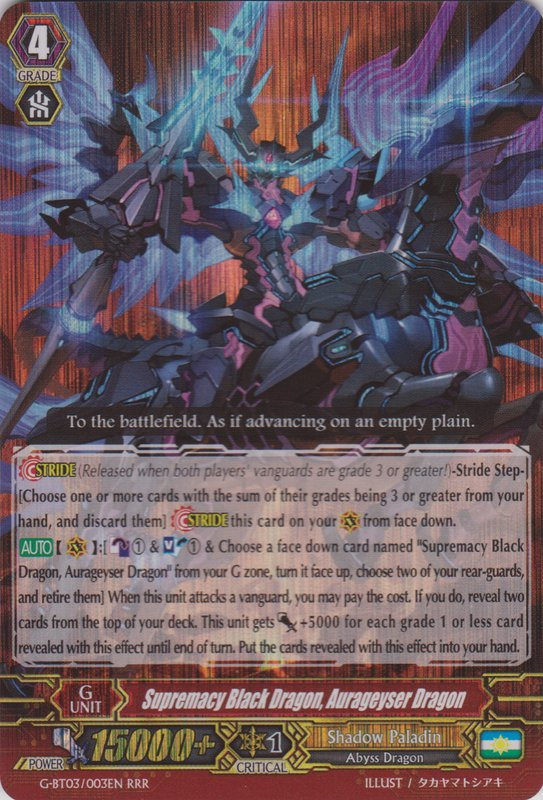 4
GRADE
To the battlefield. As if advancing on an empty plain.
STRIDE (Released when both players' vanguards are grade 3 or greater!)-Stride Step-
[Choose one or more cards with the sum of their grades being 3 or greater from your
hand, and discard them] STRIDE this card on your from face down.
AUTO【 】:[ ① & ① & Choose a face down card named "Supremacy Black
Dragon, Aurageyser Dragon" from your G zone, turn it face up, choose two of your rear-guards,
and retire them] When this unit attacks a vanguard, you may pay the cost. If you do, reveal two
cards from the top of your deck. This unit gets +5000 for each grade 1 or less card
revealed with this effect until end of turn. Put the cards revealed with this effect into your hand.
G
UNIT
Supremacy Black Dragon, Aurageyser Dragon
POWER
15000+
1
CRITICAL
Shadow Paladin
Abyss Dragon
G-BT03/003EN RRR
ILLUST / タカヤマトシアキ